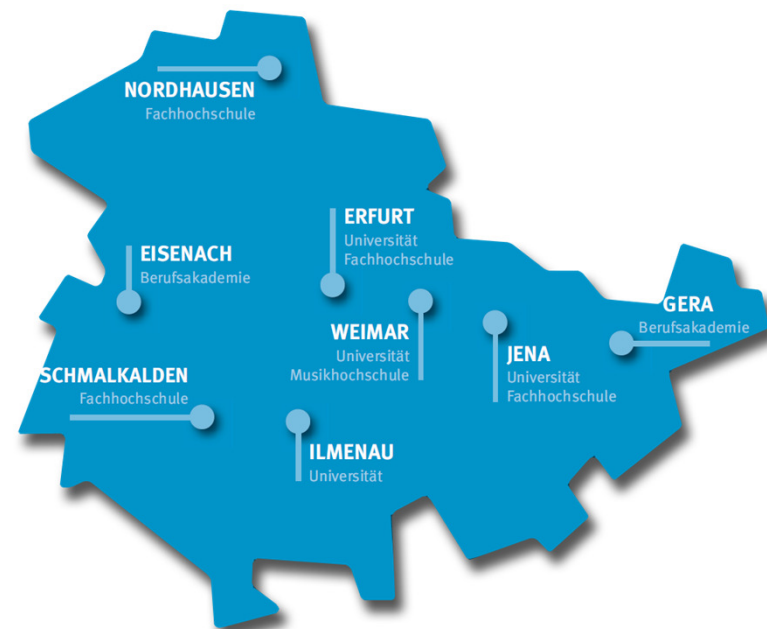 NORDHAUSEN
Fachhochschule
ERFURT
Universität
Fachhochschule
EISENACH
Berufsakademie
GERA
Berufsakademie
WEIMAR
Universität
Musikhochschule
JENA
Universität
Fachhochschule
SCHMALKALDEN
Fachhochschule
ILMENAU
Universität